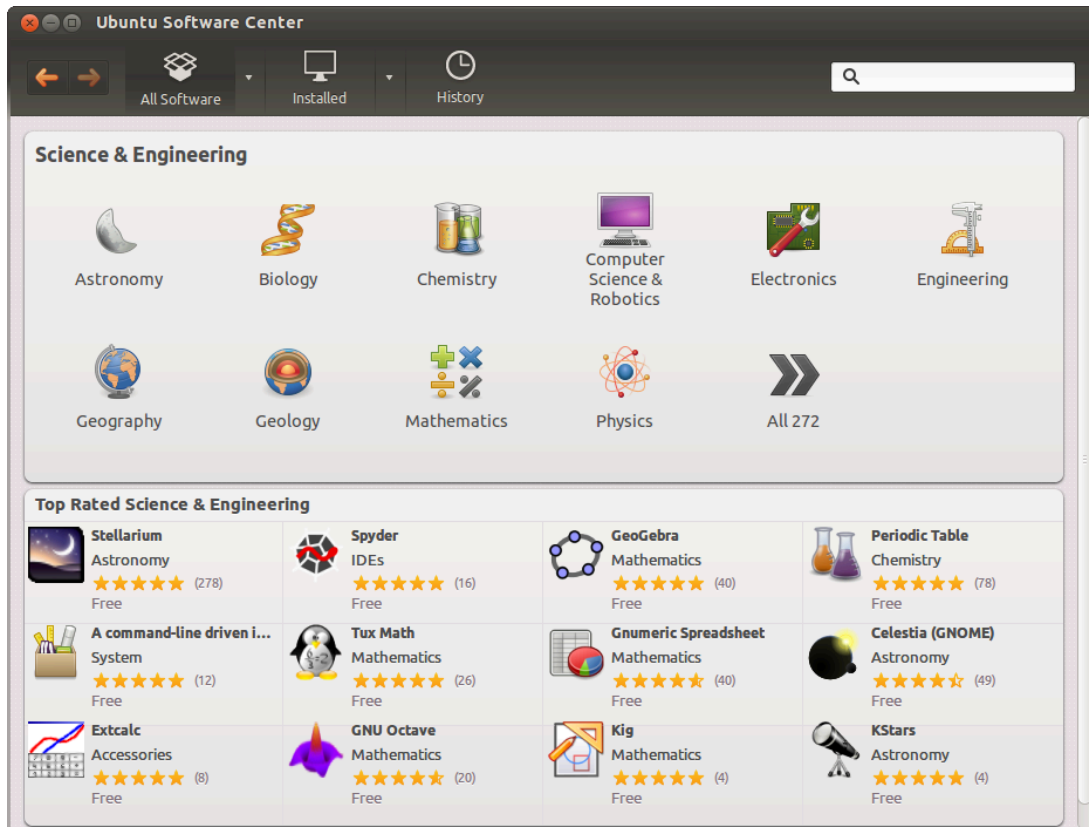 Ubuntu Software Center
All Software
Installed
History
Science & Engineering
Astronomy
Biology
Chemistry
Computer
Science &
Robotics
Electronics
Engineering
Geography
Geology
Mathematics
Physics
All 272
Top Rated Science & Engineering
Stellarium
Astronomy
(278)
Free
Spyder
IDEs
(16)
Free
GeoGebra
Mathematics
(40)
Free
Periodic Table
Chemistry
(78)
Free
A command-line driven i...
System
(12)
Free
Tux Math
Mathematics
(26)
Free
Gnumeric Spreadsheet
Mathematics
(40)
Free
Celestia (GNOME)
Astronomy
(49)
Free
Extcalc
Accessories
(8)
Free
GNU Octave
Mathematics
(20)
Free
Kig
Mathematics
(4)
Free
KStars
Astronomy
(4)
Free